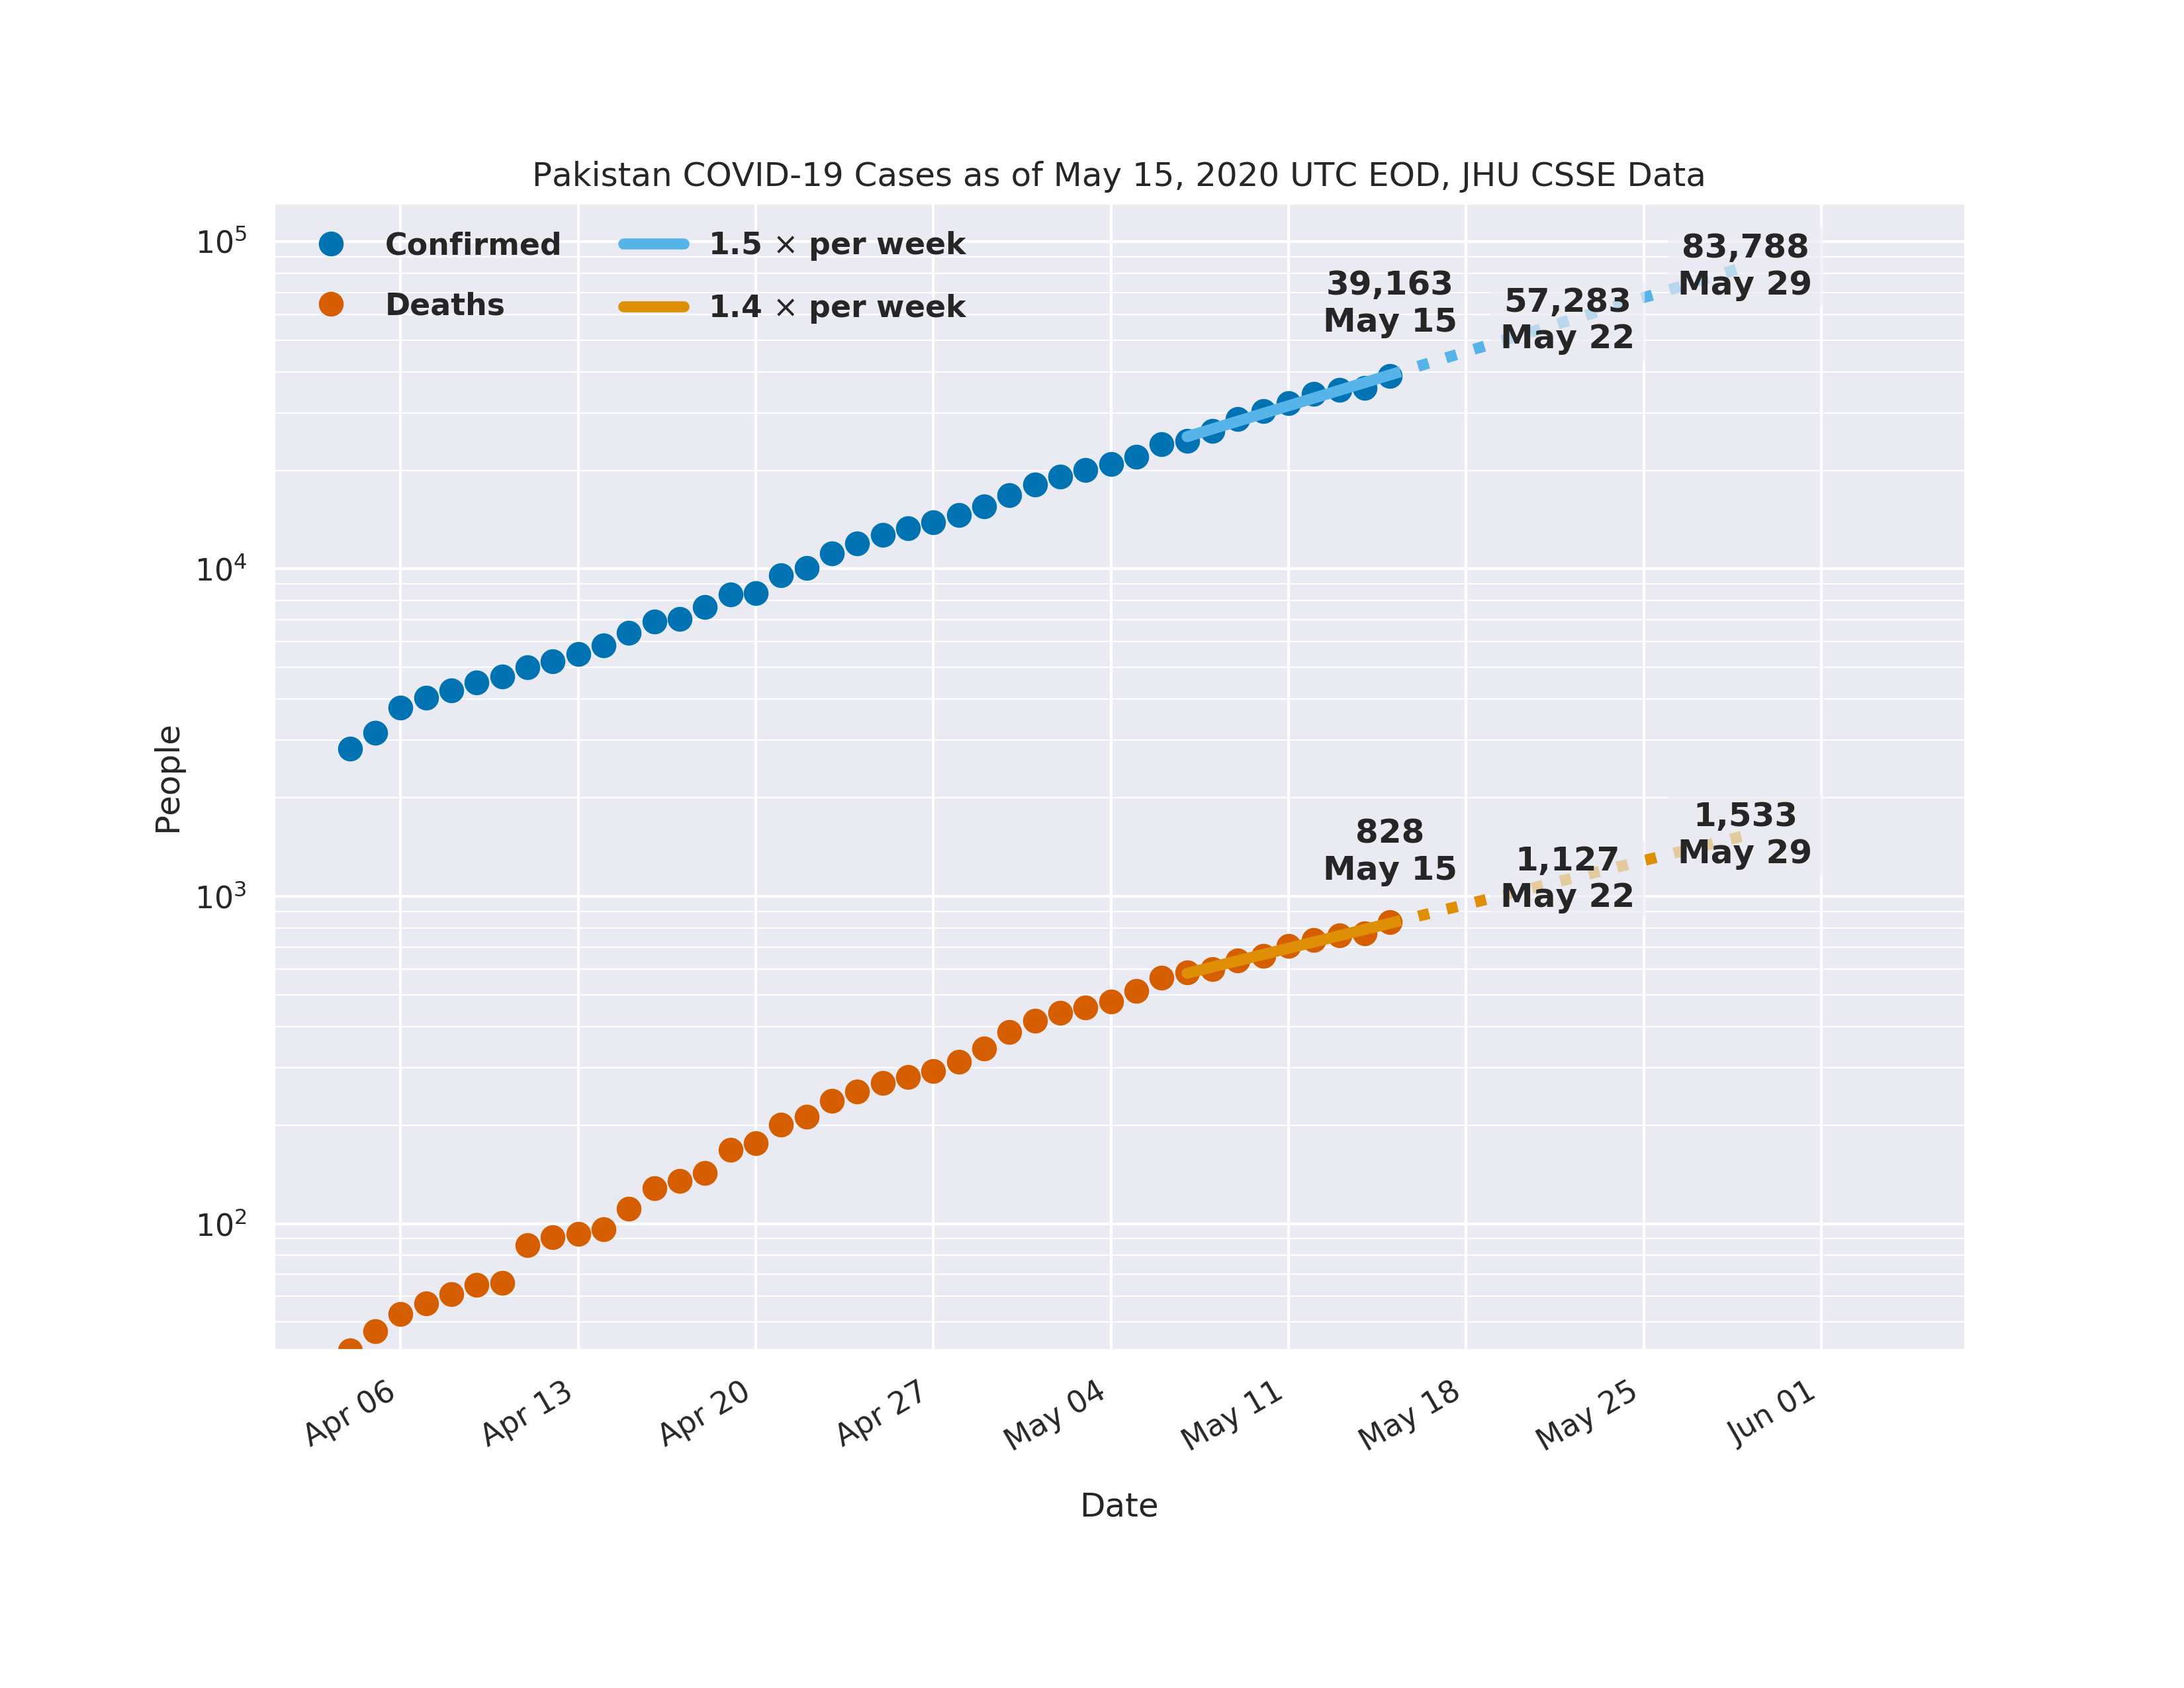 Pakistan COVID-19 Cases as of May 15, 2020 UTC EOD, JHU CSSE Data
Confirmed
Deaths
1.5 × per week
1.4 × per week
39,163
May 15
57,283
May 22
83,788
May 29
828
May 15
1,127
May 22
1,533
May 29
10⁵
10⁴
10³
10²
People
Apr 06
Apr 13
Apr 20
Apr 27
May 04
May 11
May 18
May 25
Jun 01
Date